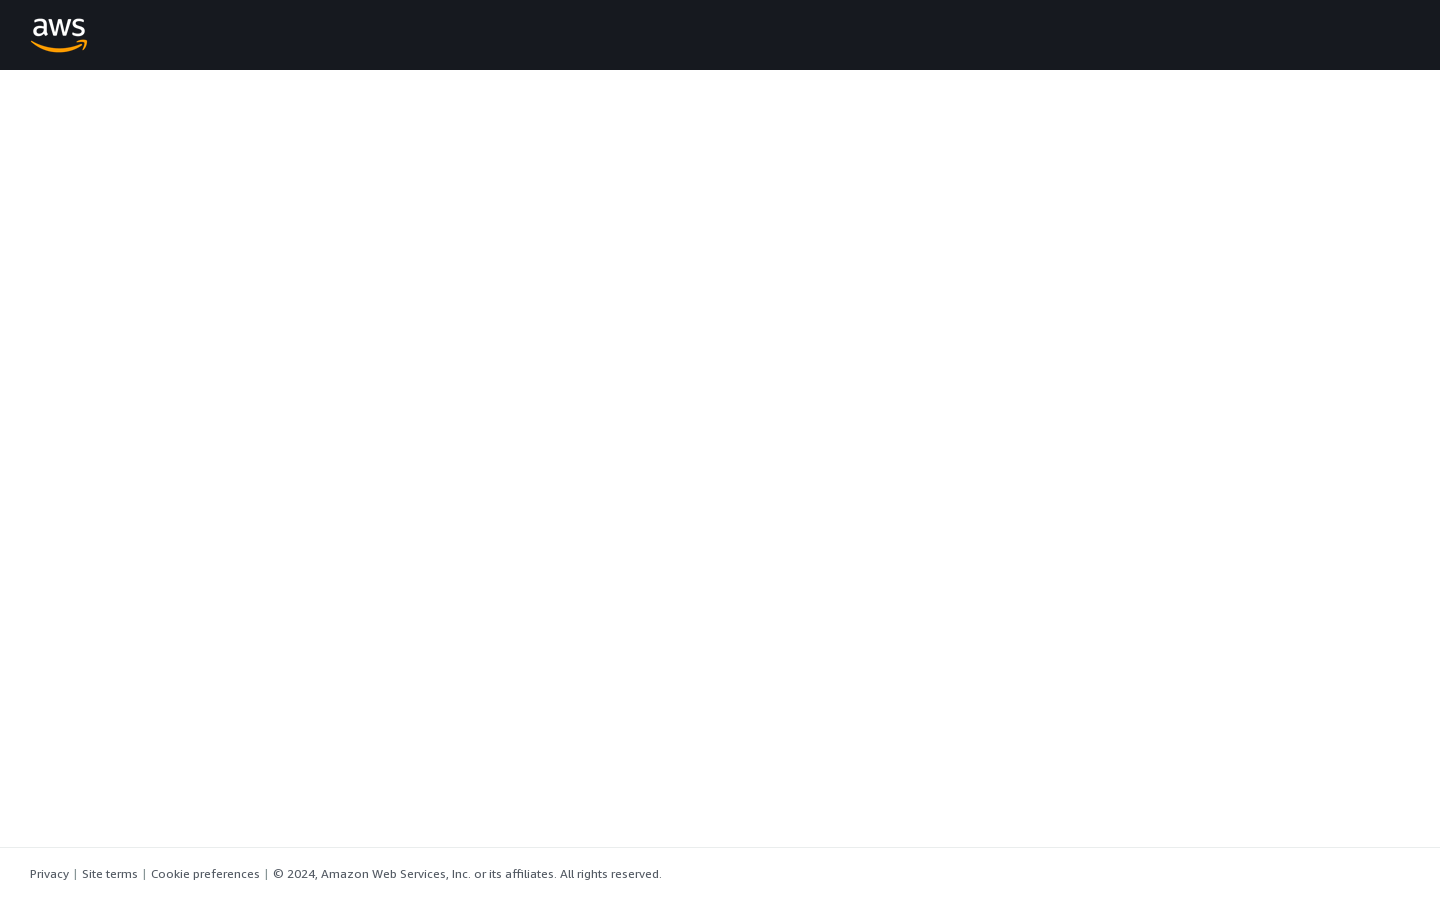 aws
Privacy | Site terms | Cookie preferences | © 2024, Amazon Web Services, Inc. or its affiliates. All rights reserved.